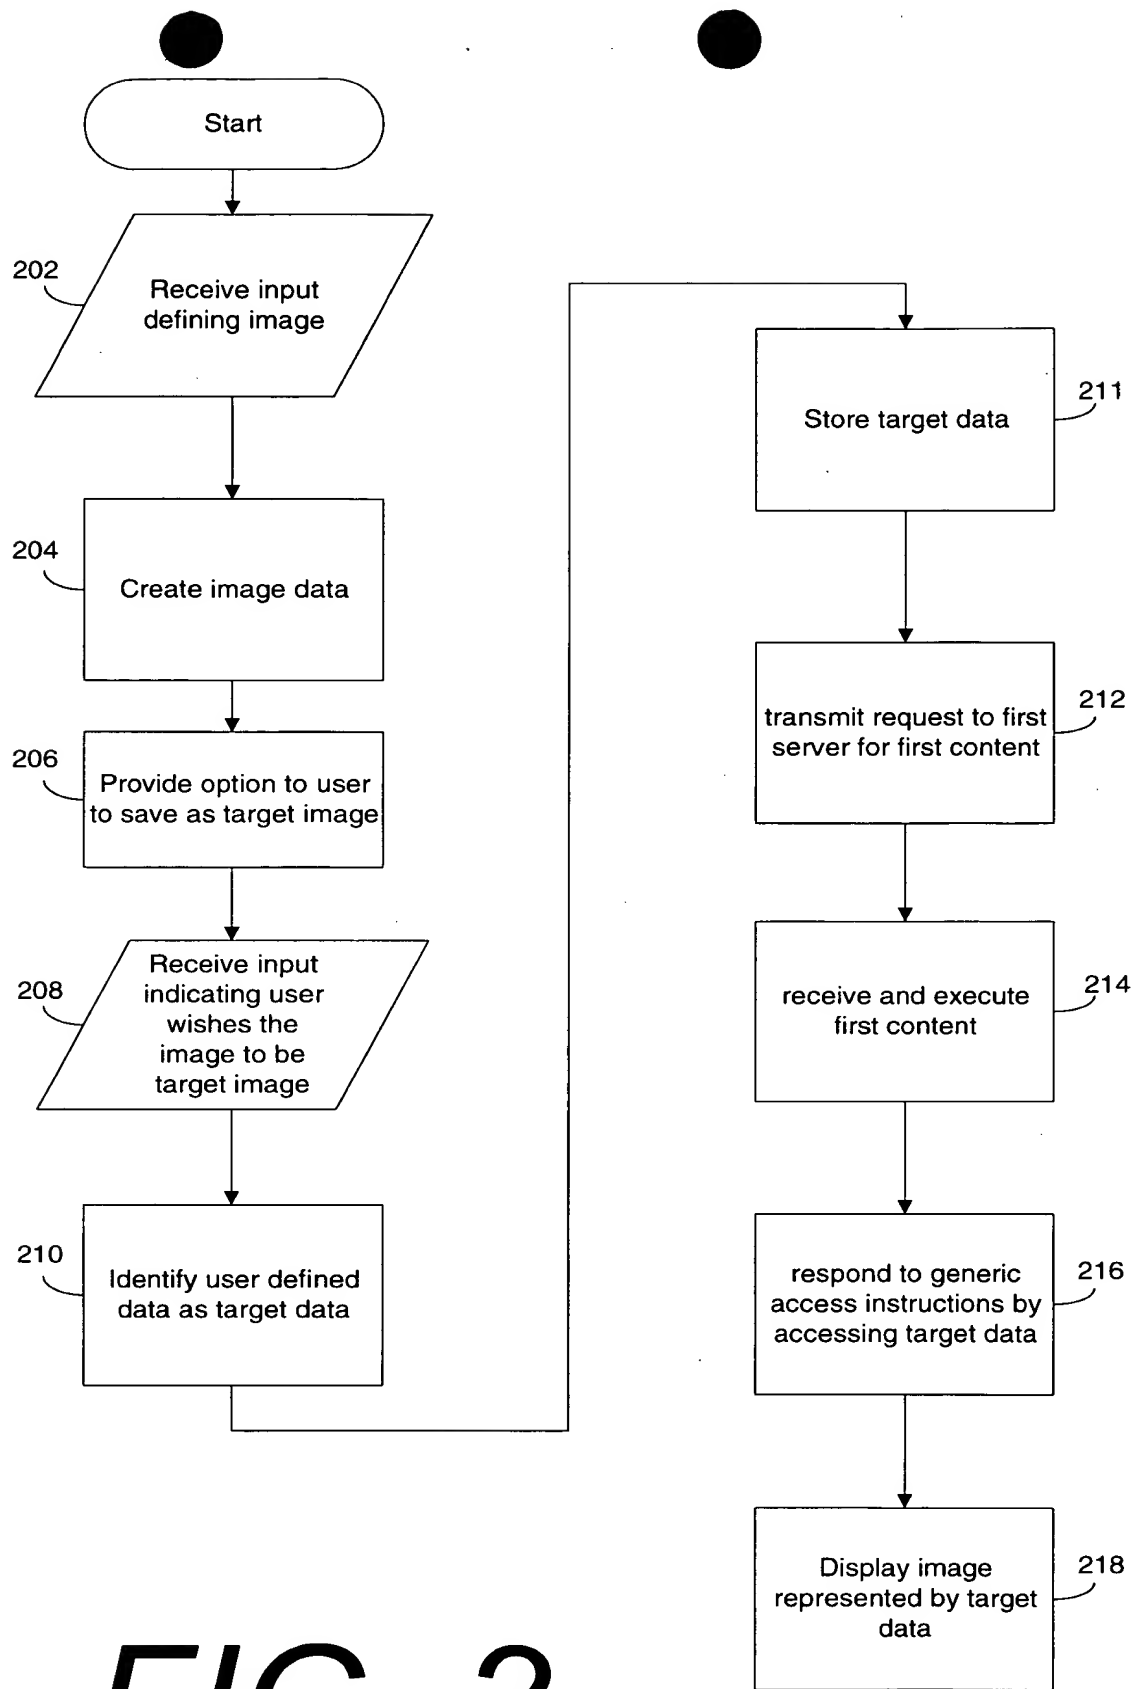 Start
202
Receive input
defining image
204
Create image data
206
Provide option to user
to save as target image
208
Receive input
indicating user
wishes the
image to be
target image
210
Identify user defined
data as target data
211
Store target data
212
transmit request to first
server for first content
214
receive and execute
first content
216
respond to generic
access instructions by
accessing target data
218
Display image
represented by target
data